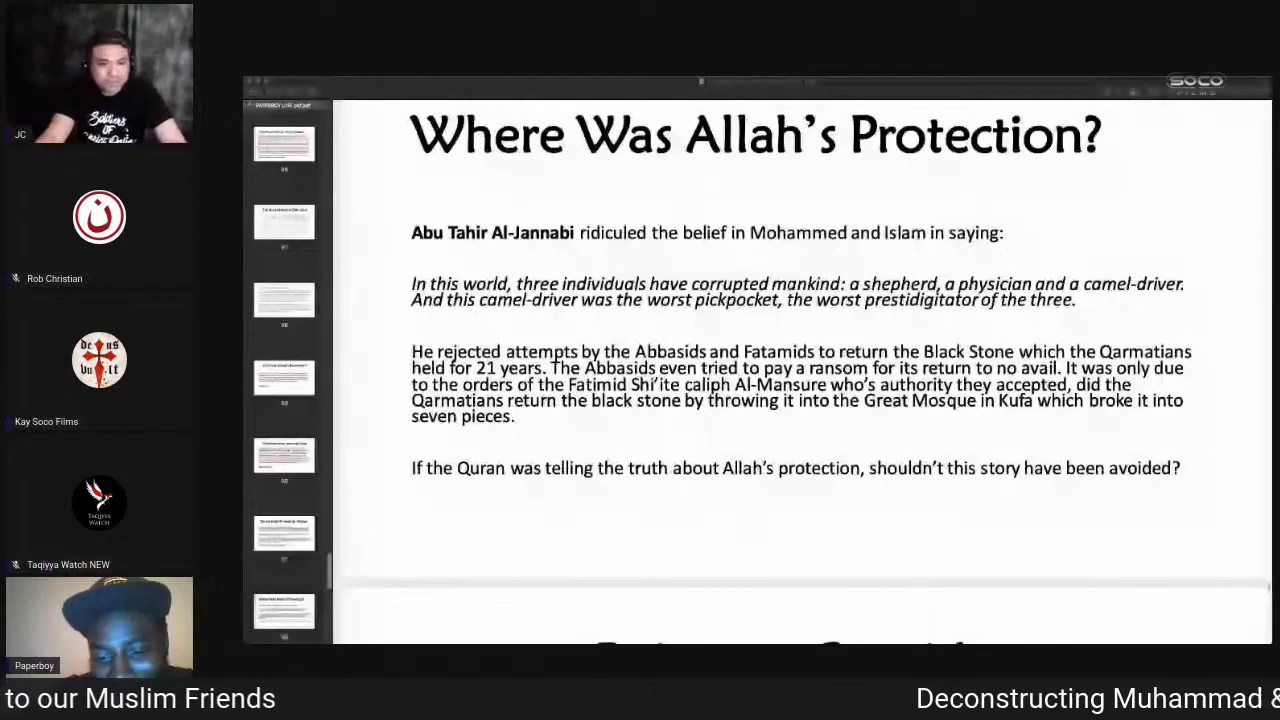 SOCO
FILMS
Where Was Allah's Protection?
Abu Tahir Al-Jannabi ridiculed the belief in Mohammed and Islam in saying:
In this world, three individuals have corrupted mankind: a shepherd, a physician and a camel-driver.
And this camel-driver was the worst pickpocket, the worst prestidigitator of the three.
He rejected attempts by the Abbasids and Fatamids to return the Black Stone which the Qarmatians
held for 21 years. The Abbasids even tried to pay a ransom for its return to no avail. It was only due
to the orders of the Fatimid Shi'ite caliph Al-Mansure who's authority they accepted, did the
Qarmatians return the black stone by throwing it into the Great Mosque in Kufa which broke it into
seven pieces.
If the Quran was telling the truth about Allah's protection, shouldn't this story have been avoided?
JC
ن
Rob Christian
deus
vult
Kay Soco Films
TAQIYYA
WATCH
Taqiyya Watch NEW
Paperboy
to our Muslim Friends
Deconstructing Muhammad &